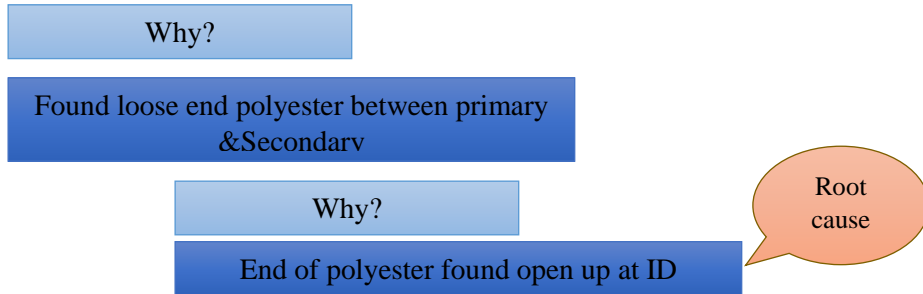 Why?
Found loose end polyester between primary
&Secondary
Why?
Root
cause
End of polyester found open up at ID